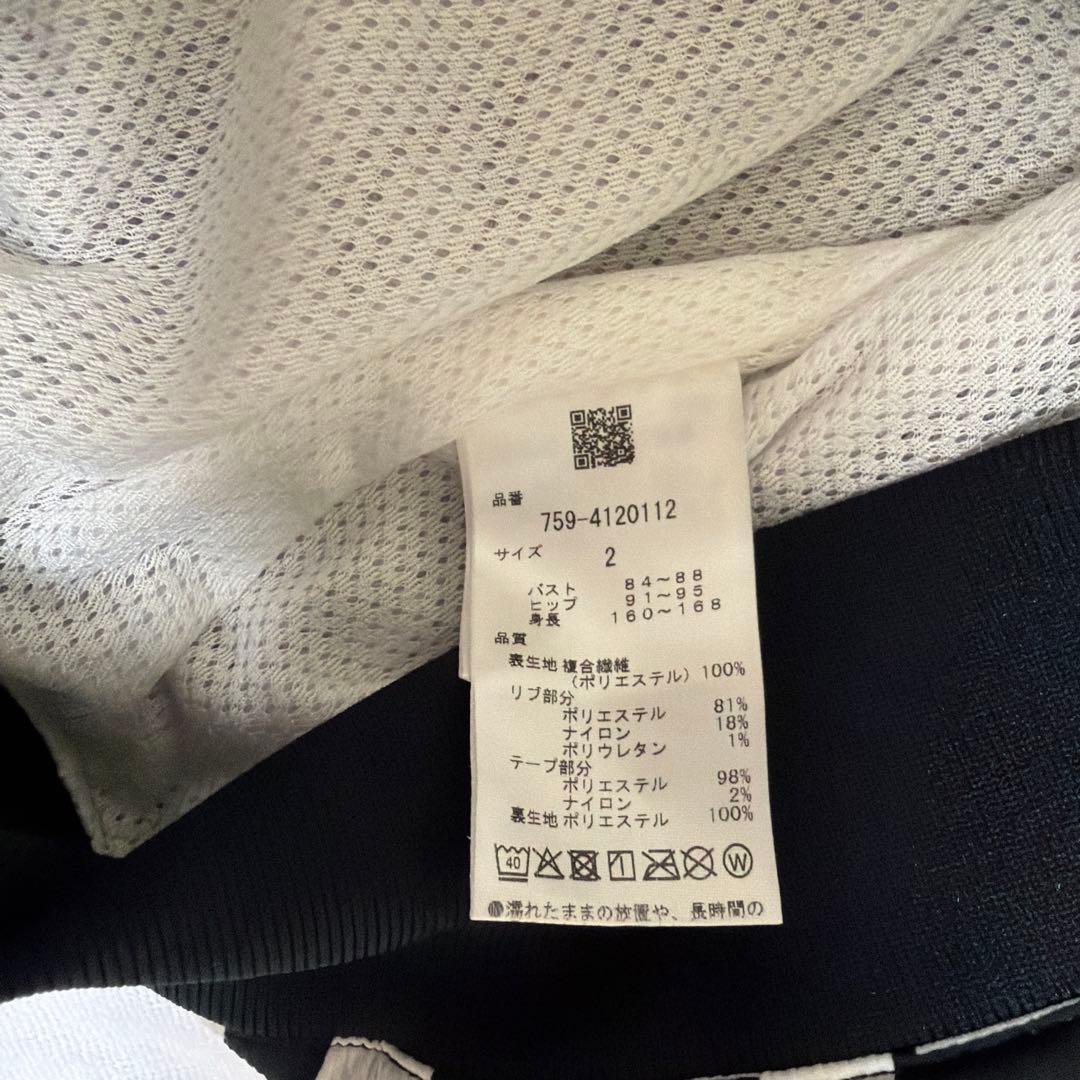 品番
759-4120112
サイズ 2
バスト 84～88
ヒップ 91～95
身長 160～168
品質
表生地 複合繊維
（ポリエステル）100%
リブ部分
ポリエステル 81%
ナイロン 18%
ポリウレタン 1%
テープ部分
ポリエステル 98%
ナイロン 2%
裏生地 ポリエステル 100%
40 W
●濡れたままの放置や、長時間の